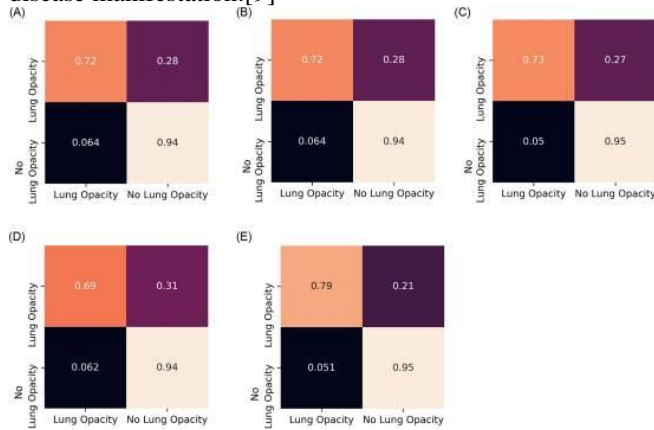 disease manifestation.[9]
(A) (B) (C)
Lung Opacity 0.72 0.28
No Lung Opacity 0.064 0.94
Lung Opacity No Lung Opacity
Lung Opacity 0.72 0.28
No Lung Opacity 0.064 0.94
Lung Opacity No Lung Opacity
Lung Opacity 0.73 0.27
No Lung Opacity 0.05 0.95
Lung Opacity No Lung Opacity
(D) (E)
Lung Opacity 0.69 0.31
No Lung Opacity 0.062 0.94
Lung Opacity No Lung Opacity
Lung Opacity 0.79 0.21
No Lung Opacity 0.051 0.95
Lung Opacity No Lung Opacity